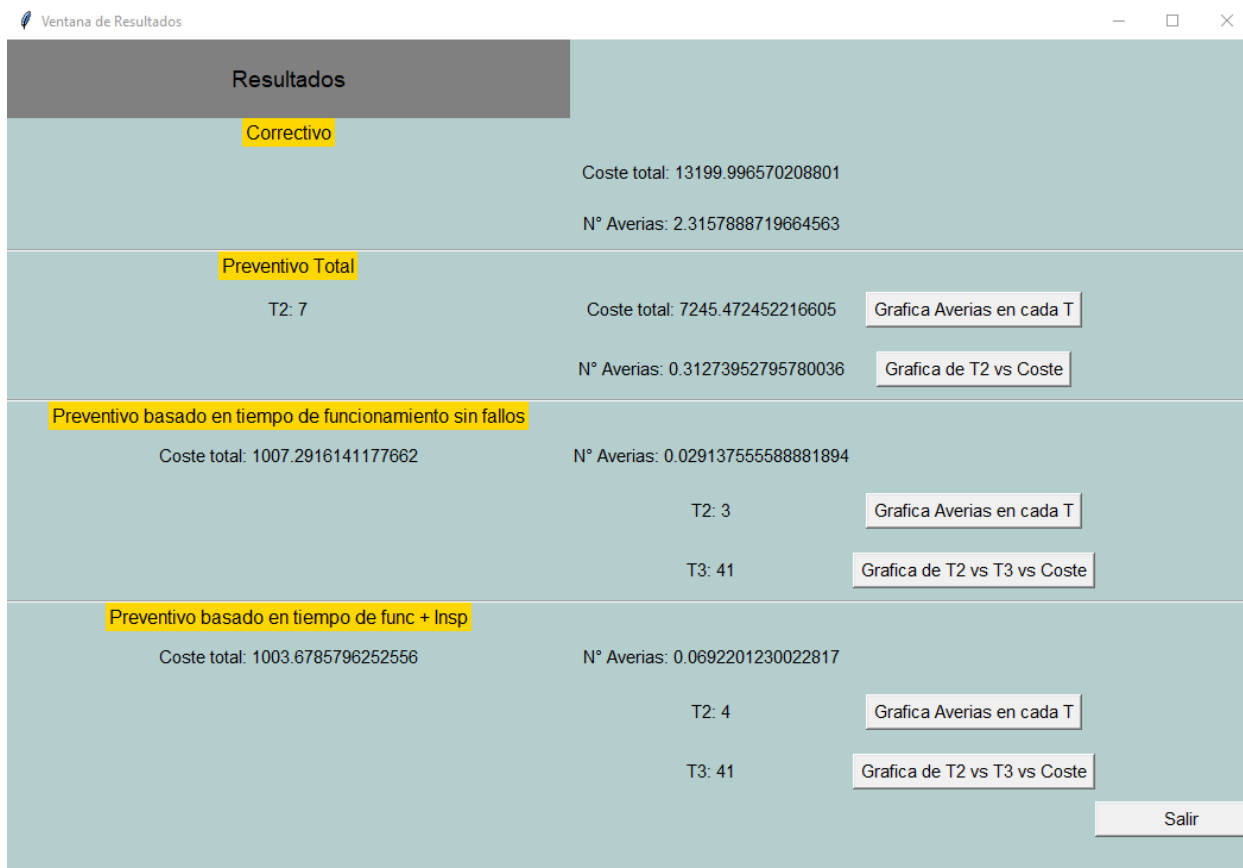 Ventana de Resultados
Resultados
Correctivo
Coste total: 13199.996570208801
N° Averias: 2.3157888719664563
Preventivo Total
T2: 7 Coste total: 7245.472452216605 Grafica Averias en cada T
N° Averias: 0.31273952795780036 Grafica de T2 vs Coste
Preventivo basado en tiempo de funcionamiento sin fallos
Coste total: 1007.2916141177662 N° Averias: 0.029137555588881894
T2: 3 Grafica Averias en cada T
T3: 41 Grafica de T2 vs T3 vs Coste
Preventivo basado en tiempo de func + Insp
Coste total: 1003.6785796252556 N° Averias: 0.0692201230022817
T2: 4 Grafica Averias en cada T
T3: 41 Grafica de T2 vs T3 vs Coste
Salir